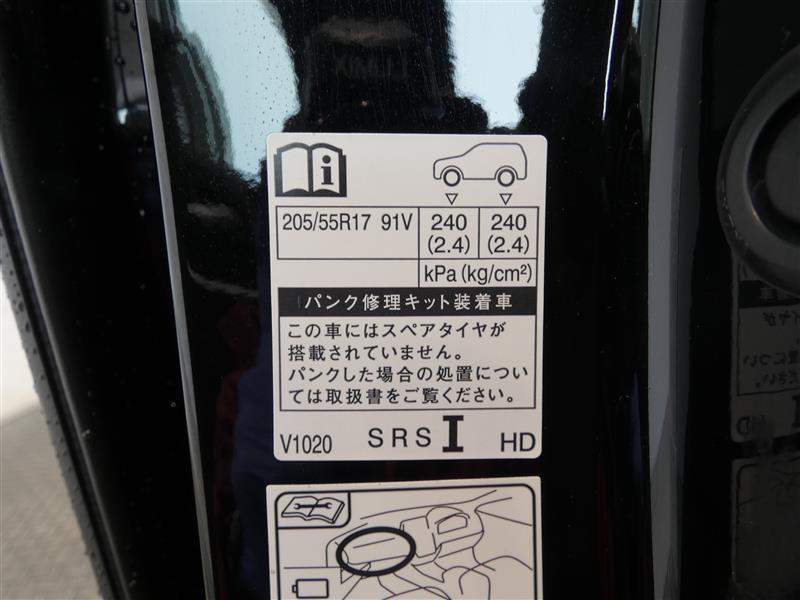 205/55R17 91V 240 240
(2.4) (2.4)
kPa (kg/cm²)
パンク修理キット装着車
この車にはスペアタイヤが
搭載されていません。
パンクした場合の処置につい
ては取扱書をご覧ください。
V1020 SRS I HD